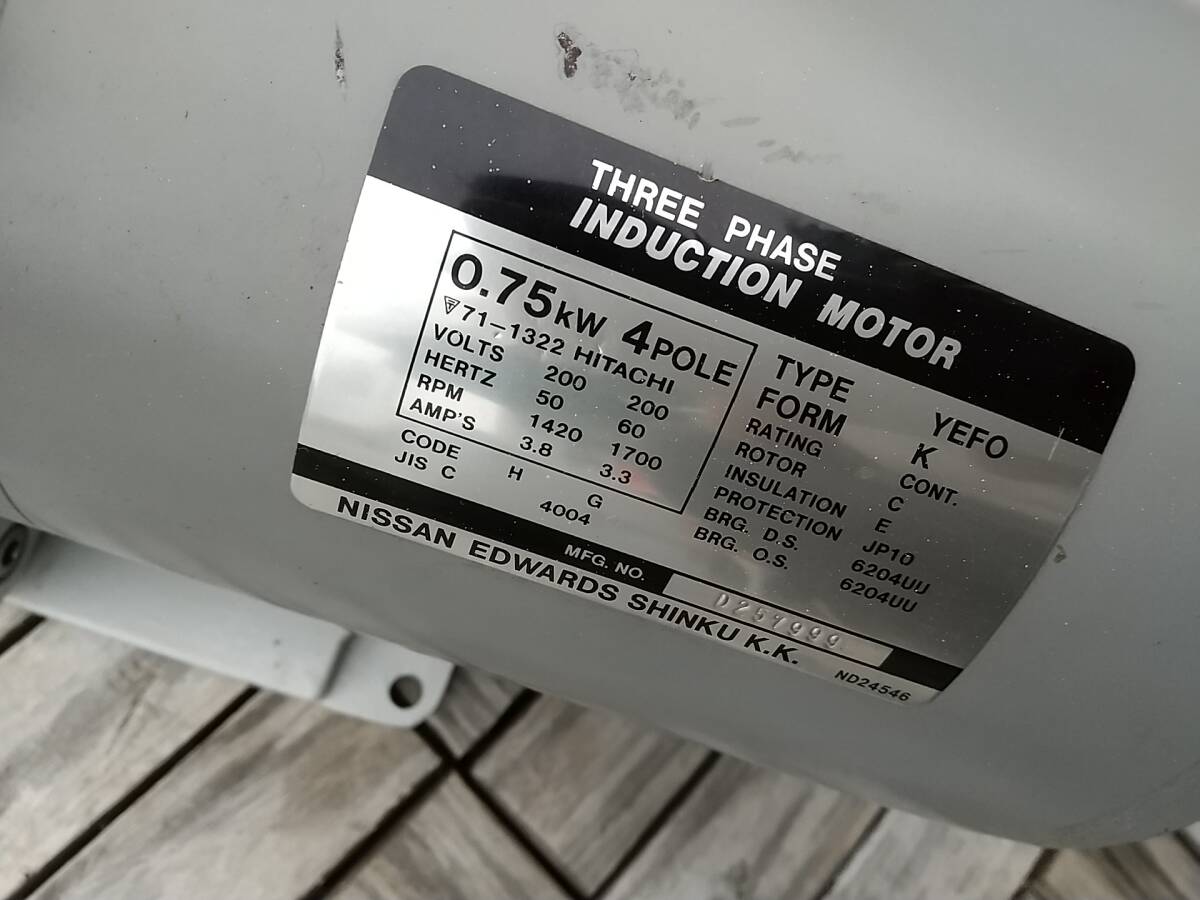 THREE PHASE
INDUCTION MOTOR
0.75kW 4POLE
71-1322 HITACHI
VOLTS 200 200
HERTZ 50 60
RPM 1420 1700
AMP'S 3.8 3.3
CODE H G
JIS C 4004
TYPE YEFO
FORM K
RATING CONT.
ROTOR C
INSULATION E
PROTECTION JP10
BRG. D.S. 6204UU
BRG. O.S. 6204UU
MFG. NO. D257999
NISSAN EDWARDS SHINKU K.K.
ND24546